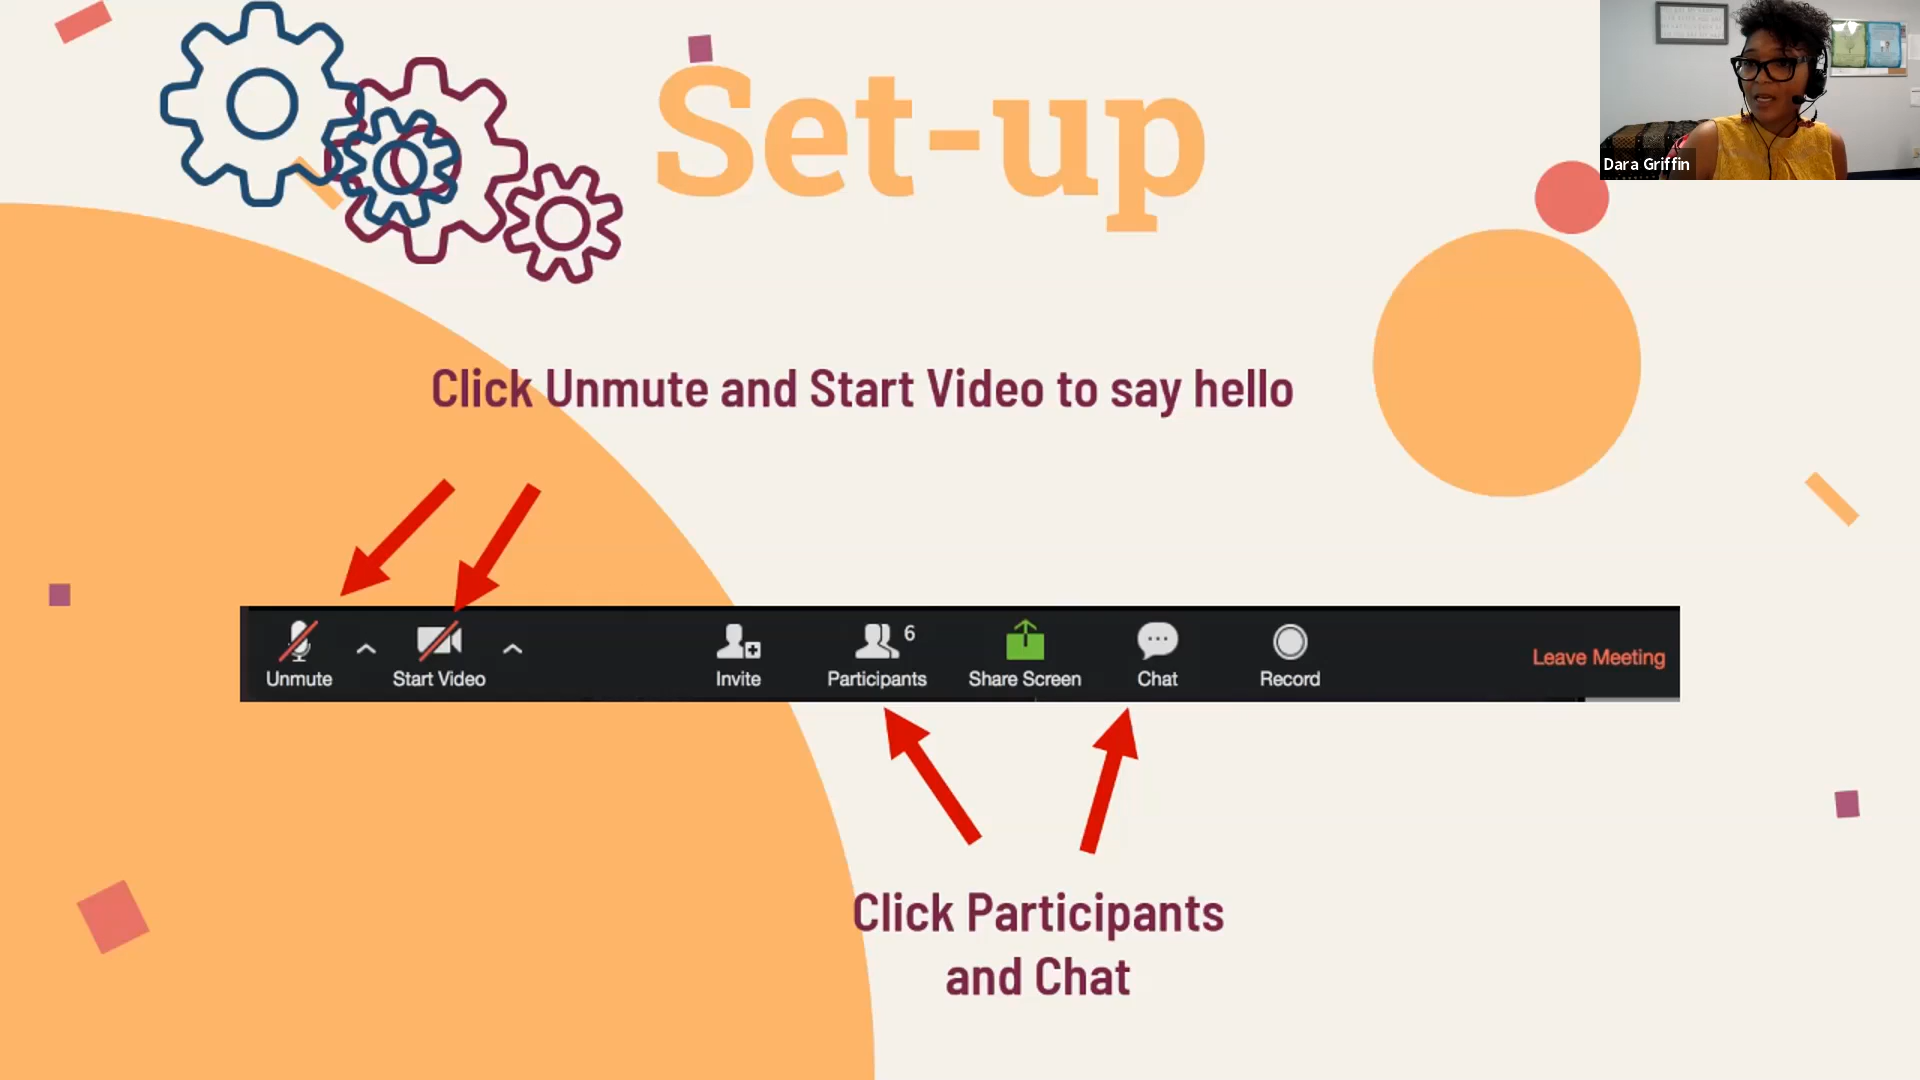 Set-up
Dara Griffin
Click Unmute and Start Video to say hello
Unmute
Start Video
Invite
Participants
6
Share Screen
Chat
Record
Leave Meeting
Click Participants
and Chat